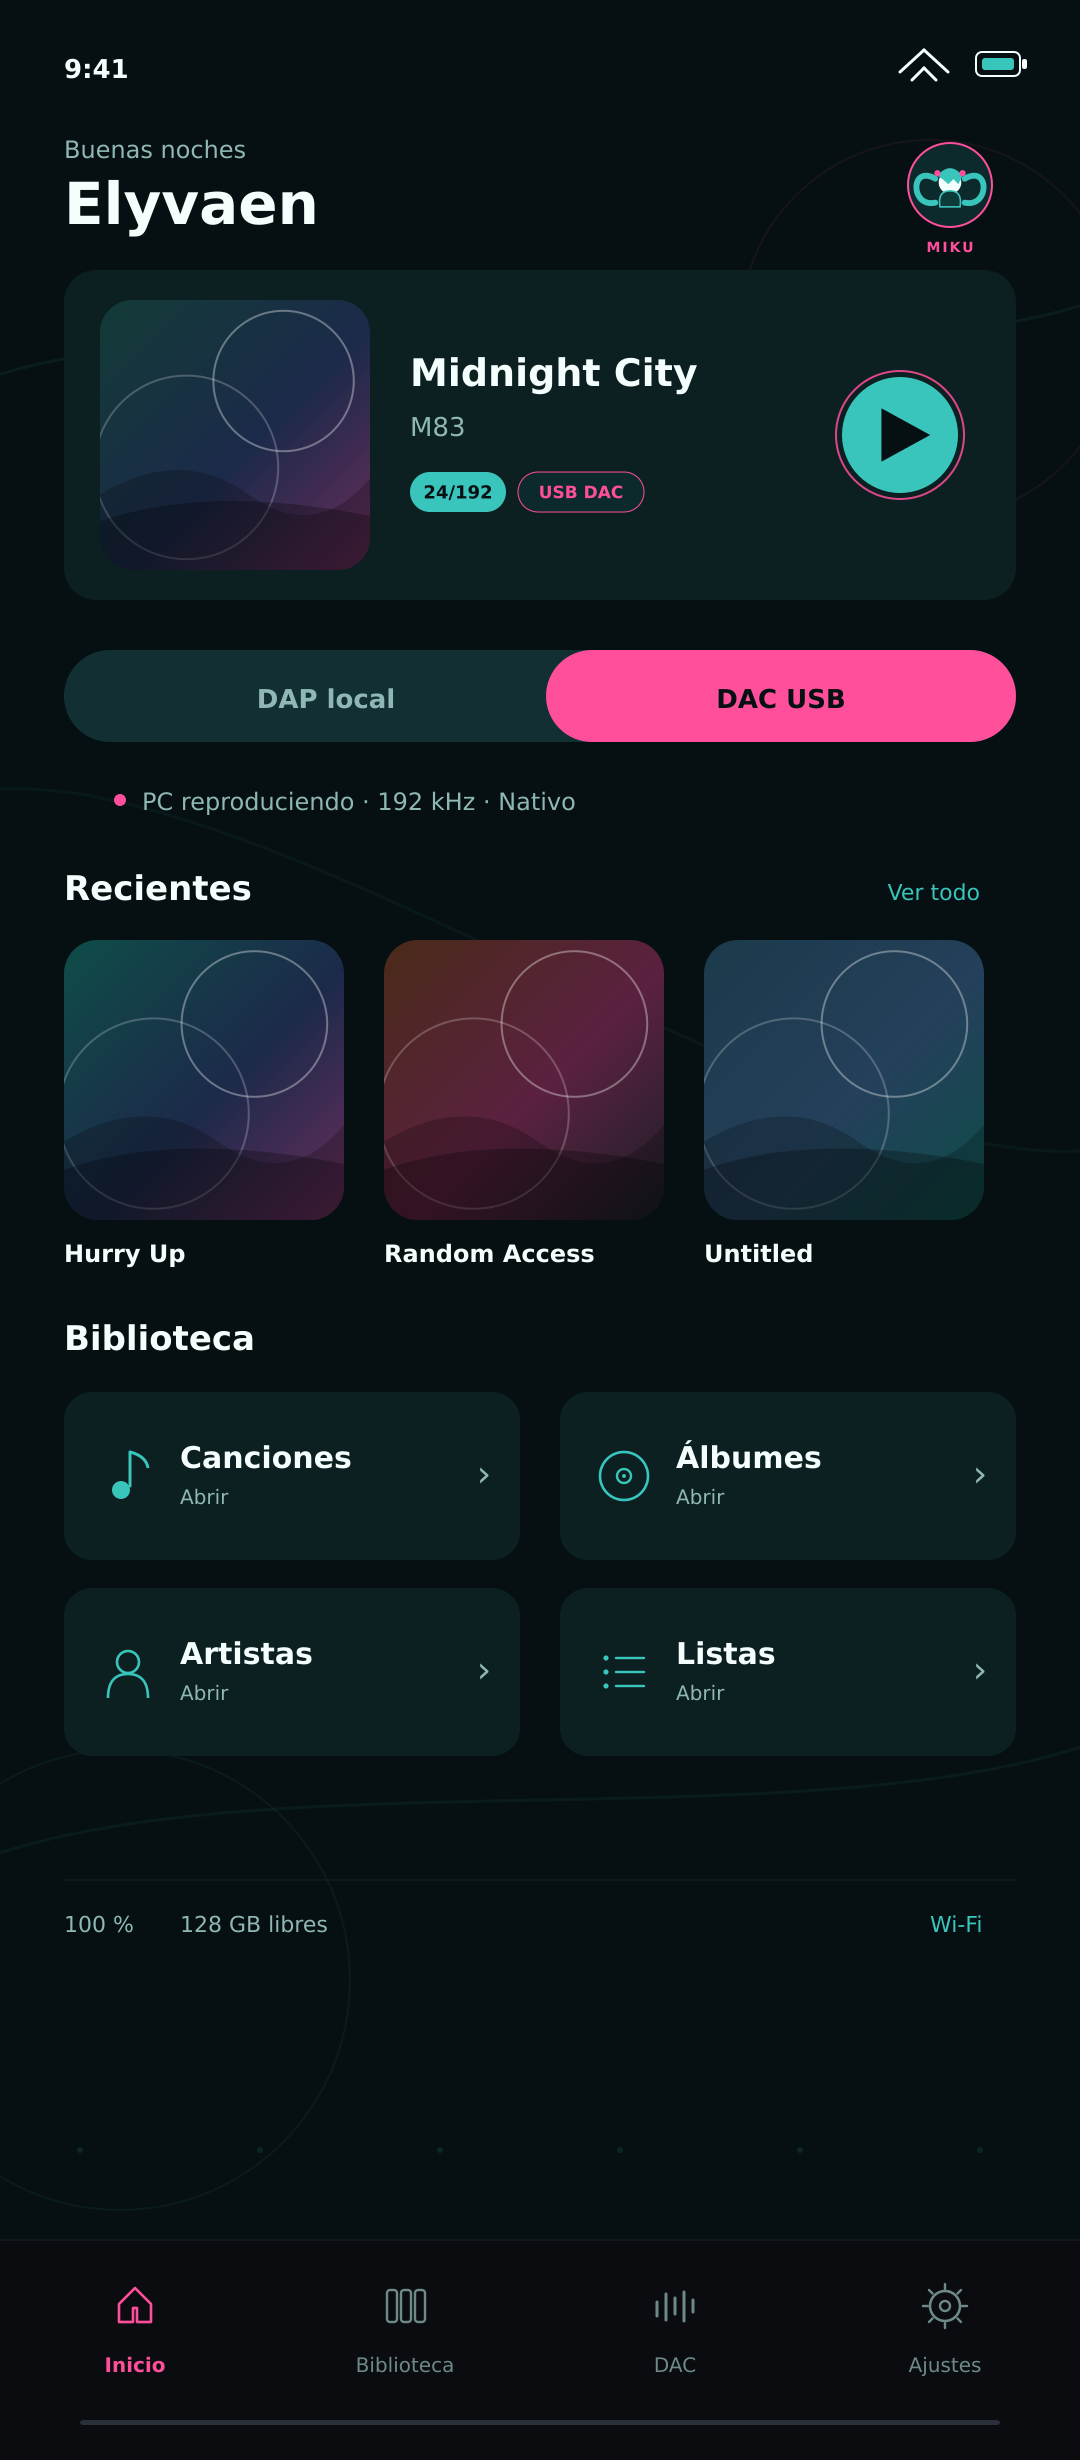 9:41
Buenas noches
Elyvaen
MIKU
Midnight City
M83
24/192 USB DAC
DAP local DAC USB
PC reproduciendo · 192 kHz · Nativo
Recientes Ver todo
Hurry Up Random Access Untitled
Biblioteca
Canciones
Abrir
Álbumes
Abrir
Artistas
Abrir
Listas
Abrir
100 % 128 GB libres Wi-Fi
Inicio Biblioteca DAC Ajustes